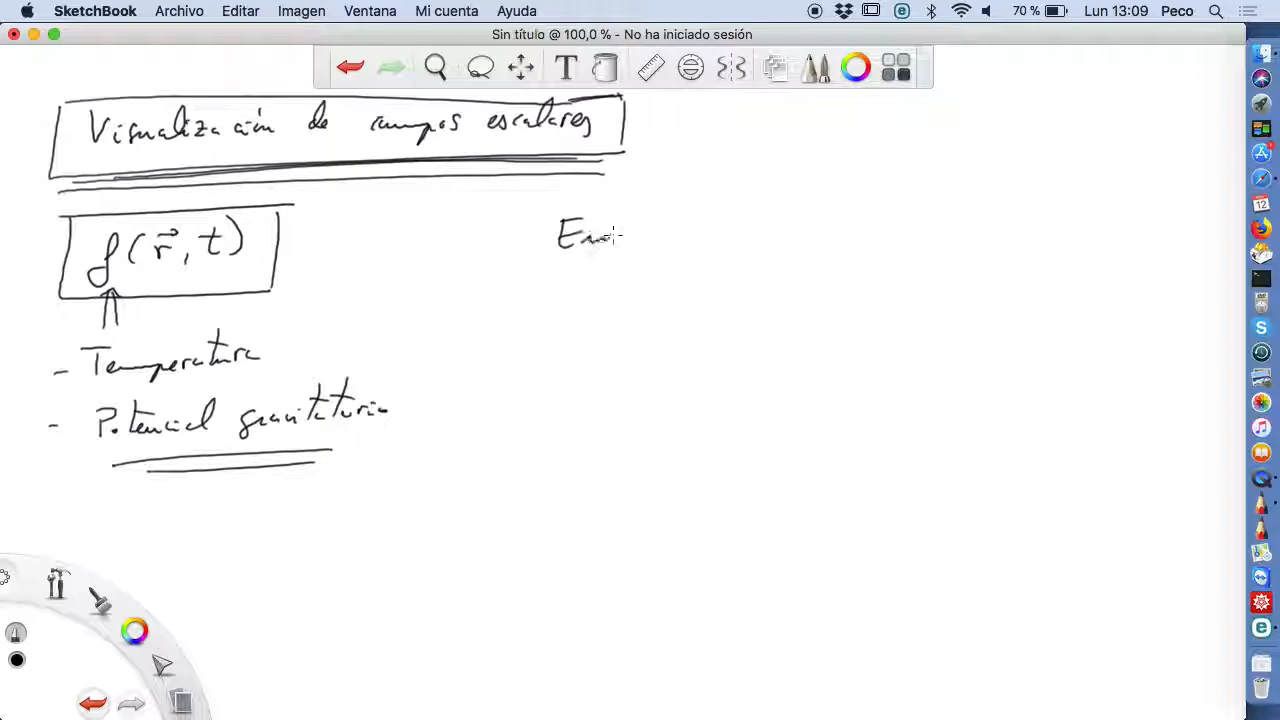 SketchBook Archivo Editar Imagen Ventana Mi cuenta Ayuda 70 % Lun 13:09 Peco
Sin título @ 100,0 % - No ha iniciado sesión
Visualización de campos escalares
f(r⃗, t)
- Temperatura
- Potencial gravitatorio